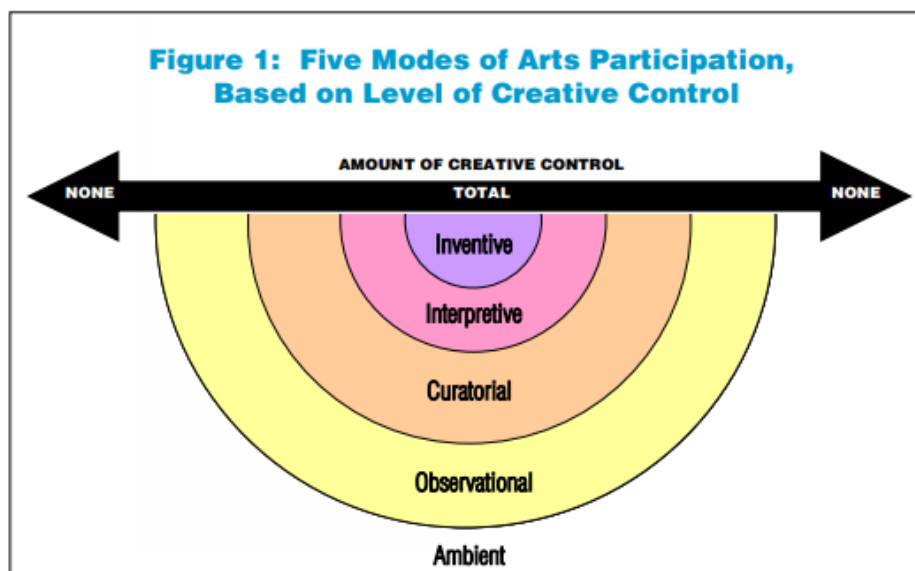 Figure 1: Five Modes of Arts Participation,
Based on Level of Creative Control
AMOUNT OF CREATIVE CONTROL
NONE TOTAL NONE
Inventive
Interpretive
Curatorial
Observational
Ambient